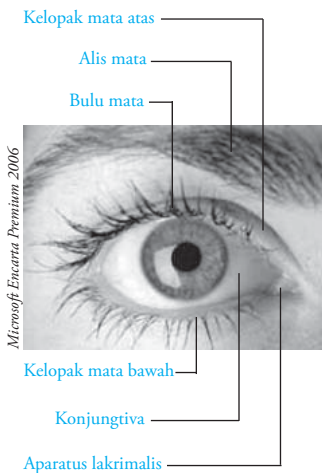 Kelopak mata atas
Alis mata
Bulu mata
Microsoft Encarta Premium 2006
Kelopak mata bawah
Konjungtiva
Aparatus lakrimalis